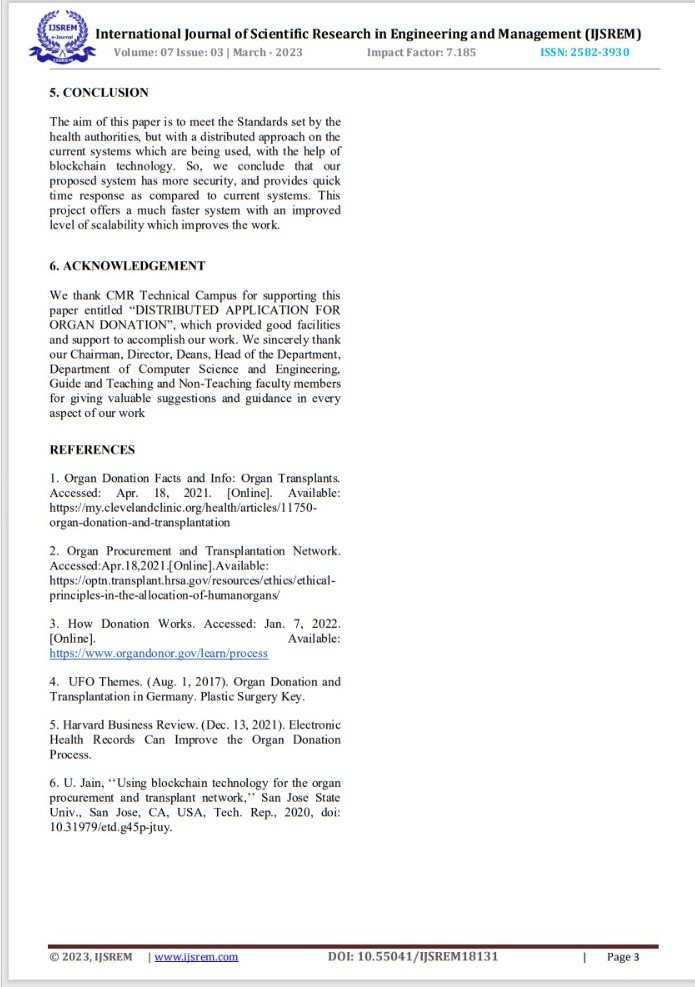 IJSREM
e-Journal
International Journal of Scientific Research in Engineering and Management (IJSREM)
Volume: 07 Issue: 03 | March - 2023 Impact Factor: 7.185 ISSN: 2582-3930
5. CONCLUSION
The aim of this paper is to meet the Standards set by the
health authorities, but with a distributed approach on the
current systems which are being used, with the help of
blockchain technology. So, we conclude that our
proposed system has more security, and provides quick
time response as compared to current systems. This
project offers a much faster system with an improved
level of scalability which improves the work.
6. ACKNOWLEDGEMENT
We thank CMR Technical Campus for supporting this
paper entitled “DISTRIBUTED APPLICATION FOR
ORGAN DONATION”, which provided good facilities
and support to accomplish our work. We sincerely thank
our Chairman, Director, Deans, Head of the Department,
Department of Computer Science and Engineering,
Guide and Teaching and Non-Teaching faculty members
for giving valuable suggestions and guidance in every
aspect of our work
REFERENCES
1. Organ Donation Facts and Info: Organ Transplants.
Accessed: Apr. 18, 2021. [Online]. Available:
https://my.clevelandclinic.org/health/articles/11750-
organ-donation-and-transplantation
2. Organ Procurement and Transplantation Network.
Accessed:Apr.18,2021.[Online].Available:
https://optn.transplant.hrsa.gov/resources/ethics/ethical-
principles-in-the-allocation-of-humanorgans/
3. How Donation Works. Accessed: Jan. 7, 2022.
[Online]. Available:
https://www.organdonor.gov/learn/process
4. UFO Themes. (Aug. 1, 2017). Organ Donation and
Transplantation in Germany. Plastic Surgery Key.
5. Harvard Business Review. (Dec. 13, 2021). Electronic
Health Records Can Improve the Organ Donation
Process.
6. U. Jain, ‘‘Using blockchain technology for the organ
procurement and transplant network,’’ San Jose State
Univ., San Jose, CA, USA, Tech. Rep., 2020, doi:
10.31979/etd.g45p-jtuy.
© 2023, IJSREM | www.ijsrem.com DOI: 10.55041/IJSREM18131 | Page 3